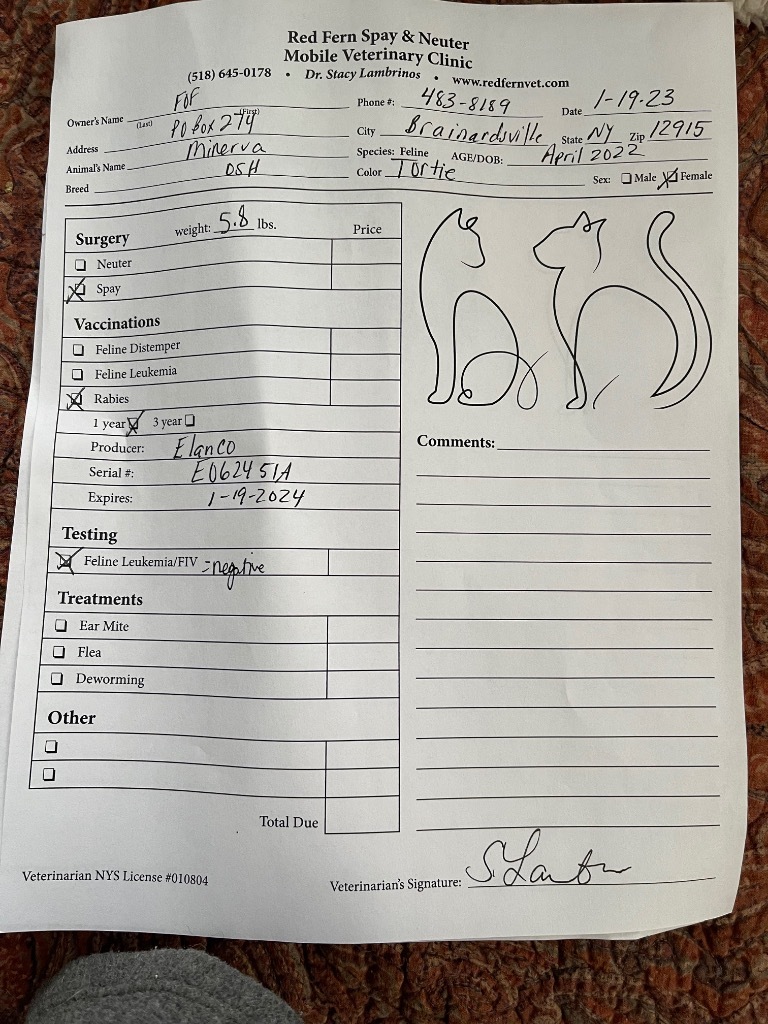 Red Fern Spay & Neuter
Mobile Veterinary Clinic
(518) 645-0178 • Dr. Stacy Lambrinos • www.redfernvet.com
Owner's Name (Last) FOF (First) Phone #: 483-8189 Date 1-19-23
Address PO Box 274 City Brainardsville State NY Zip 12915
Animal's Name Minerva Species: Feline AGE/DOB: April 2022
Breed DSH Color Tortie Sex: Male Female
Surgery weight: 5.8 lbs. Price
Neuter
Spay
Vaccinations
Feline Distemper
Feline Leukemia
Rabies
1 year 3 year
Producer: Elanco
Serial #: E062451A
Expires: 1-19-2024
Comments:
Testing
Feline Leukemia/FIV = negative
Treatments
Ear Mite
Flea
Deworming
Other
Total Due
Veterinarian NYS License #010804
Veterinarian's Signature: